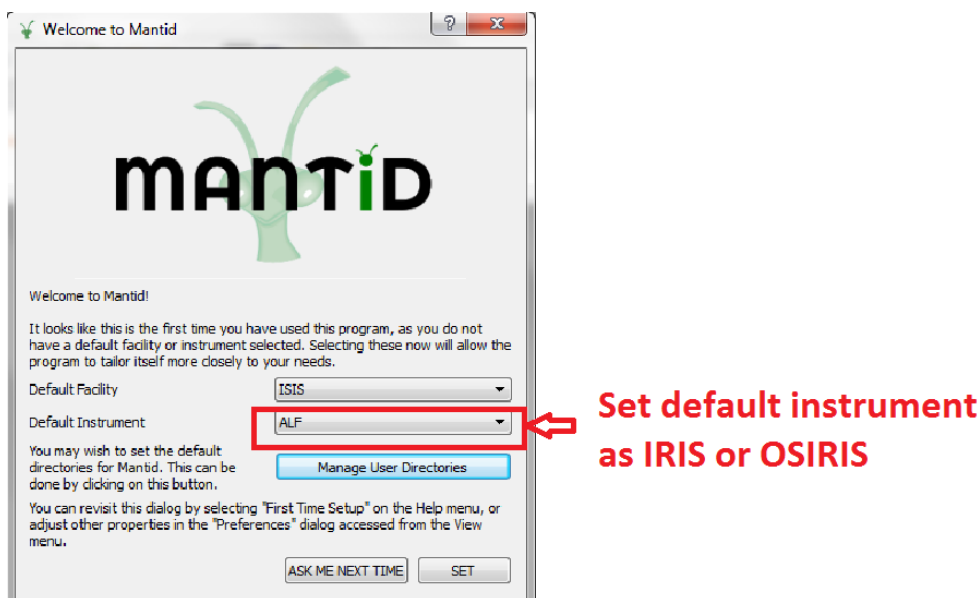 Welcome to Mantid
? x
MANTiD
Welcome to Mantid!
It looks like this is the first time you have used this program, as you do not
have a default facility or instrument selected. Selecting these now will allow the
program to tailor itself more closely to your needs.
Default Facility ISIS
Default Instrument ALF
Set default instrument
as IRIS or OSIRIS
You may wish to set the default
directories for Mantid. This can be
done by clicking on this button.
Manage User Directories
You can revisit this dialog by selecting "First Time Setup" on the Help menu, or
adjust other properties in the "Preferences" dialog accessed from the View
menu.
ASK ME NEXT TIME SET